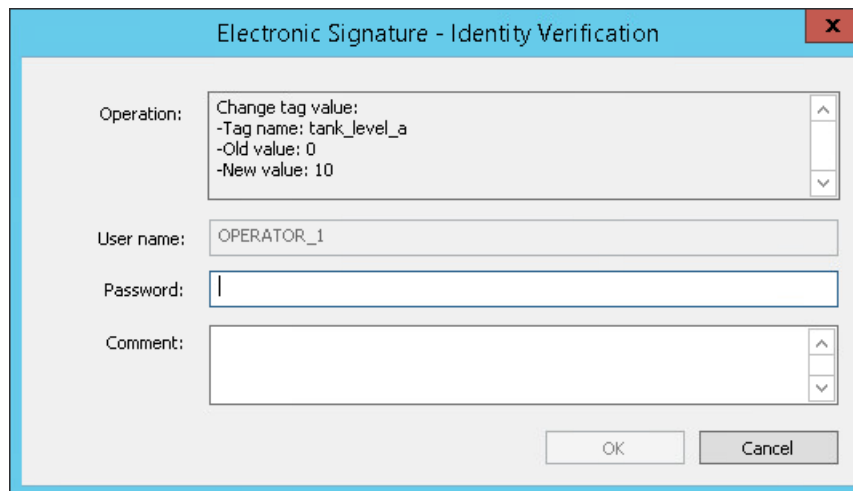 Electronic Signature - Identity Verification
x
Operation:
Change tag value:
-Tag name: tank_level_a
-Old value: 0
-New value: 10
User name: OPERATOR_1
Password:
Comment:
OK Cancel